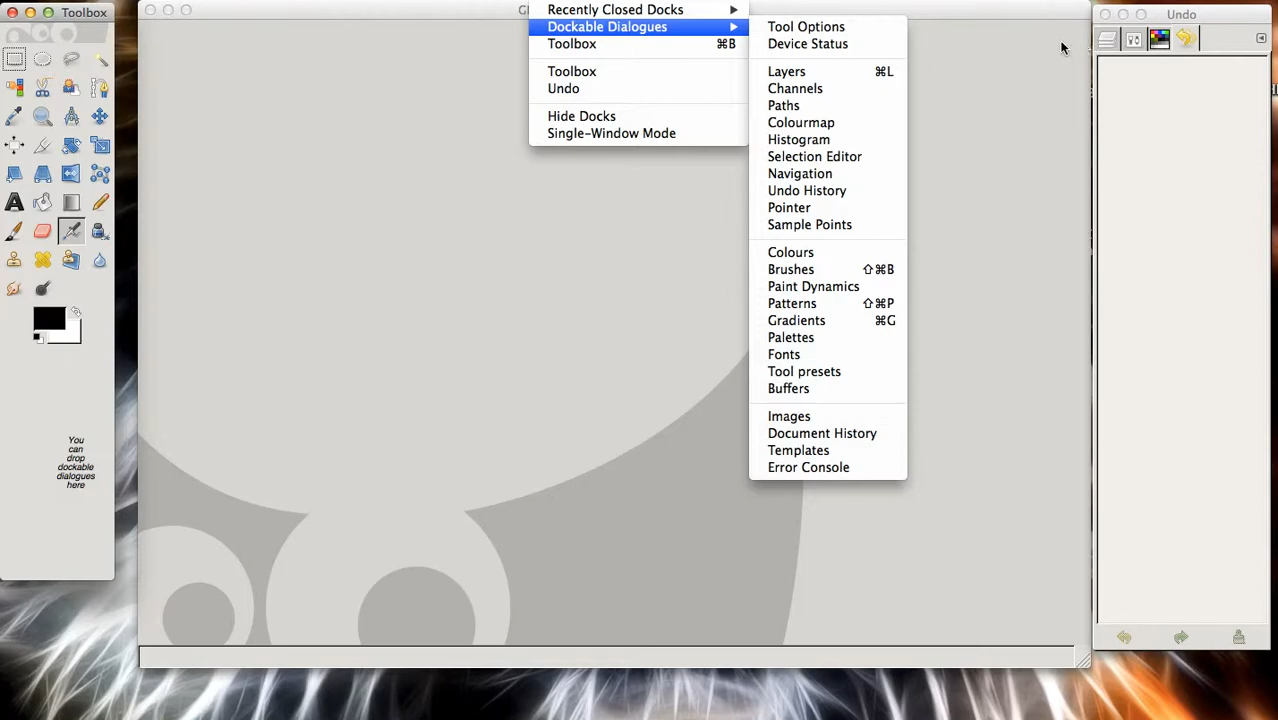 Toolbox
Recently Closed Docks
Dockable Dialogues
Toolbox ⌘B
Toolbox
Undo
Hide Docks
Single-Window Mode
Tool Options
Device Status
Layers ⌘L
Channels
Paths
Colourmap
Histogram
Selection Editor
Navigation
Undo History
Pointer
Sample Points
Colours
Brushes ⇧⌘B
Paint Dynamics
Patterns ⇧⌘P
Gradients ⌘G
Palettes
Fonts
Tool presets
Buffers
Images
Document History
Templates
Error Console
Undo
You
can
drop
dockable
dialogues
here